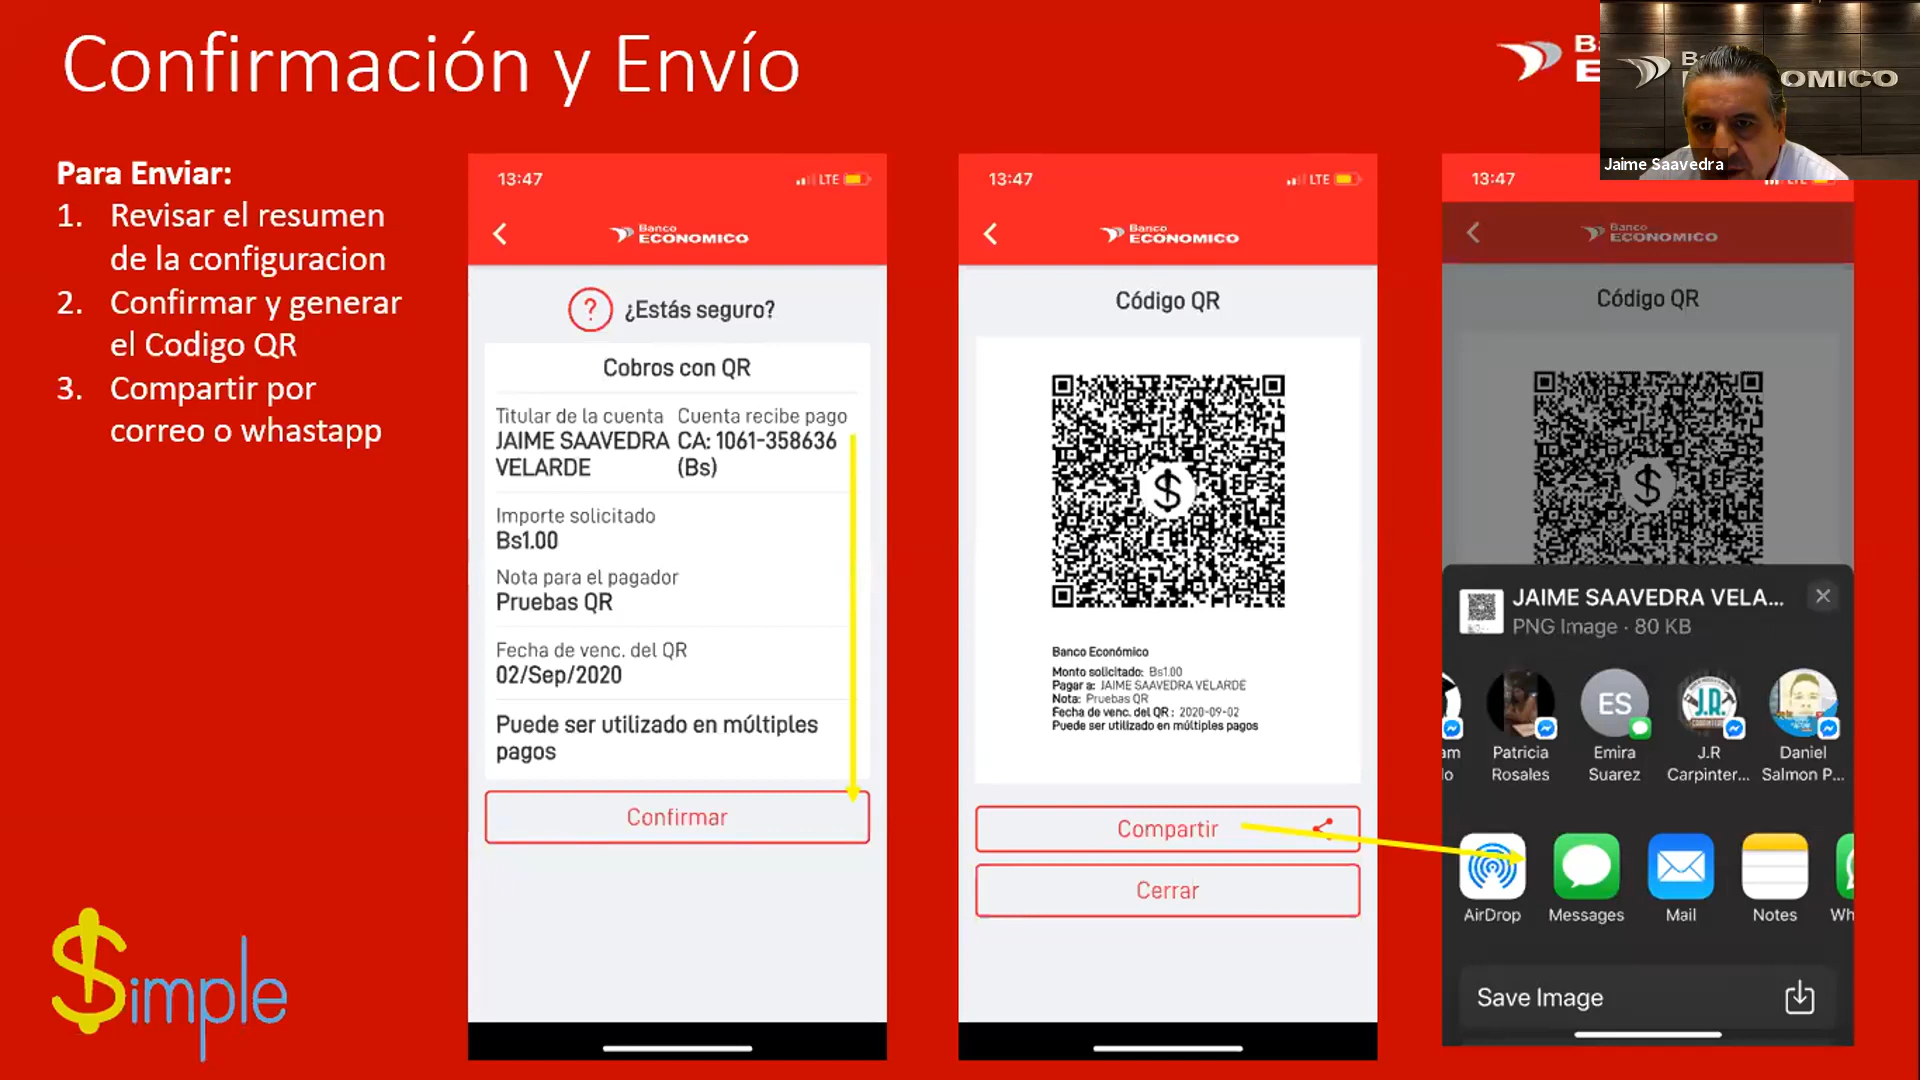 Confirmación y Envío
Para Enviar:
1. Revisar el resumen
de la configuracion
2. Confirmar y generar
el Codigo QR
3. Compartir por
correo o whastapp
$imple
13:47
LTE
Banco
ECONOMICO
¿Estás seguro?
Cobros con QR
Titular de la cuenta
JAIME SAAVEDRA
VELARDE
Cuenta recibe pago
CA: 1061-358636
(Bs)
Importe solicitado
Bs1.00
Nota para el pagador
Pruebas QR
Fecha de venc. del QR
02/Sep/2020
Puede ser utilizado en múltiples
pagos
Confirmar
13:47
LTE
Banco
ECONOMICO
Código QR
$
Banco Económico
Monto solicitado: Bs1.00
Pagar a: JAIME SAAVEDRA VELARDE
Nota: Pruebas QR
Fecha de venc. del QR : 2020-09-02
Puede ser utilizado en múltiples pagos
Compartir
Cerrar
ECONOMICO
Jaime Saavedra
13:47
Banco
ECONOMICO
Código QR
$
JAIME SAAVEDRA VELA...
PNG Image · 80 KB
Patricia
Rosales
ES
Emira
Suarez
J.R.
J.R
Carpinter...
Daniel
Salmon P...
AirDrop
Messages
Mail
Notes
Save Image